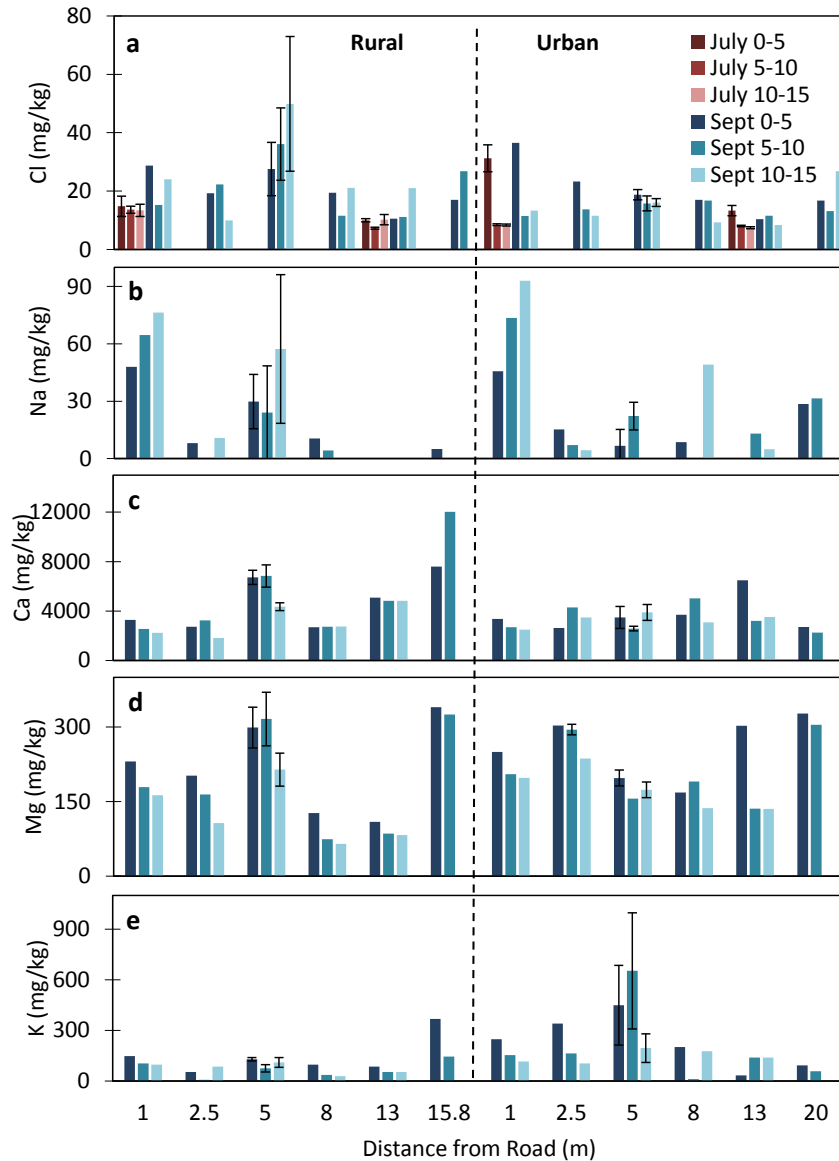 80
60
40
20
0
Cl (mg/kg)
a
Rural
Urban
July 0-5
July 5-10
July 10-15
Sept 0-5
Sept 5-10
Sept 10-15
90
60
30
0
Na (mg/kg)
b
12000
8000
4000
0
Ca (mg/kg)
c
300
150
0
Mg (mg/kg)
d
900
600
300
0
K (mg/kg)
e
1 2.5 5 8 13 15.8 1 2.5 5 8 13 20
Distance from Road (m)